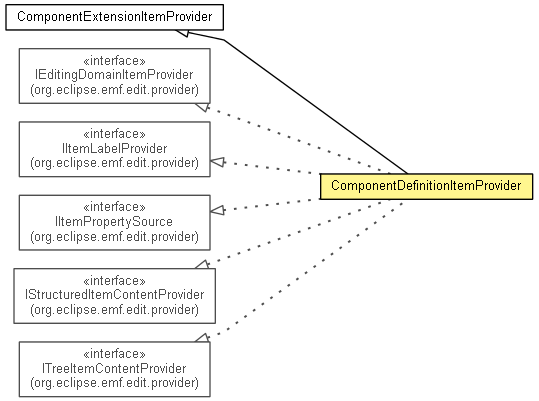 ComponentExtensionItemProvider
«interface»
IEditingDomainItemProvider
(org.eclipse.emf.edit.provider)
«interface»
IItemLabelProvider
(org.eclipse.emf.edit.provider)
ComponentDefinitionItemProvider
«interface»
IItemPropertySource
(org.eclipse.emf.edit.provider)
«interface»
IStructuredItemContentProvider
(org.eclipse.emf.edit.provider)
«interface»
ITreeItemContentProvider
(org.eclipse.emf.edit.provider)